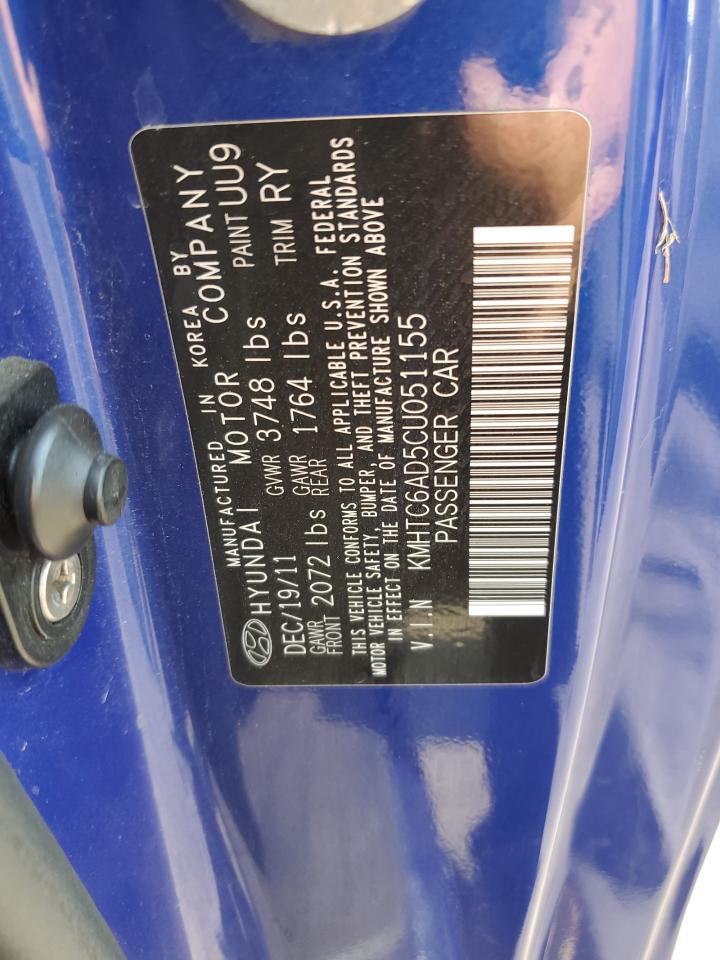 MANUFACTURED IN KOREA BY
HYUNDAI MOTOR COMPANY
DEC/19/11 GVWR 3748 lbs PAINT UU9
GAWR FRONT 2072 lbs GAWR REAR 1764 lbs TRIM RY
THIS VEHICLE CONFORMS TO ALL APPLICABLE U.S.A. FEDERAL
MOTOR VEHICLE SAFETY, BUMPER, AND THEFT PREVENTION STANDARDS
IN EFFECT ON THE DATE OF MANUFACTURE SHOWN ABOVE
V.I.N KMHTC6AD5CU051155
PASSENGER CAR